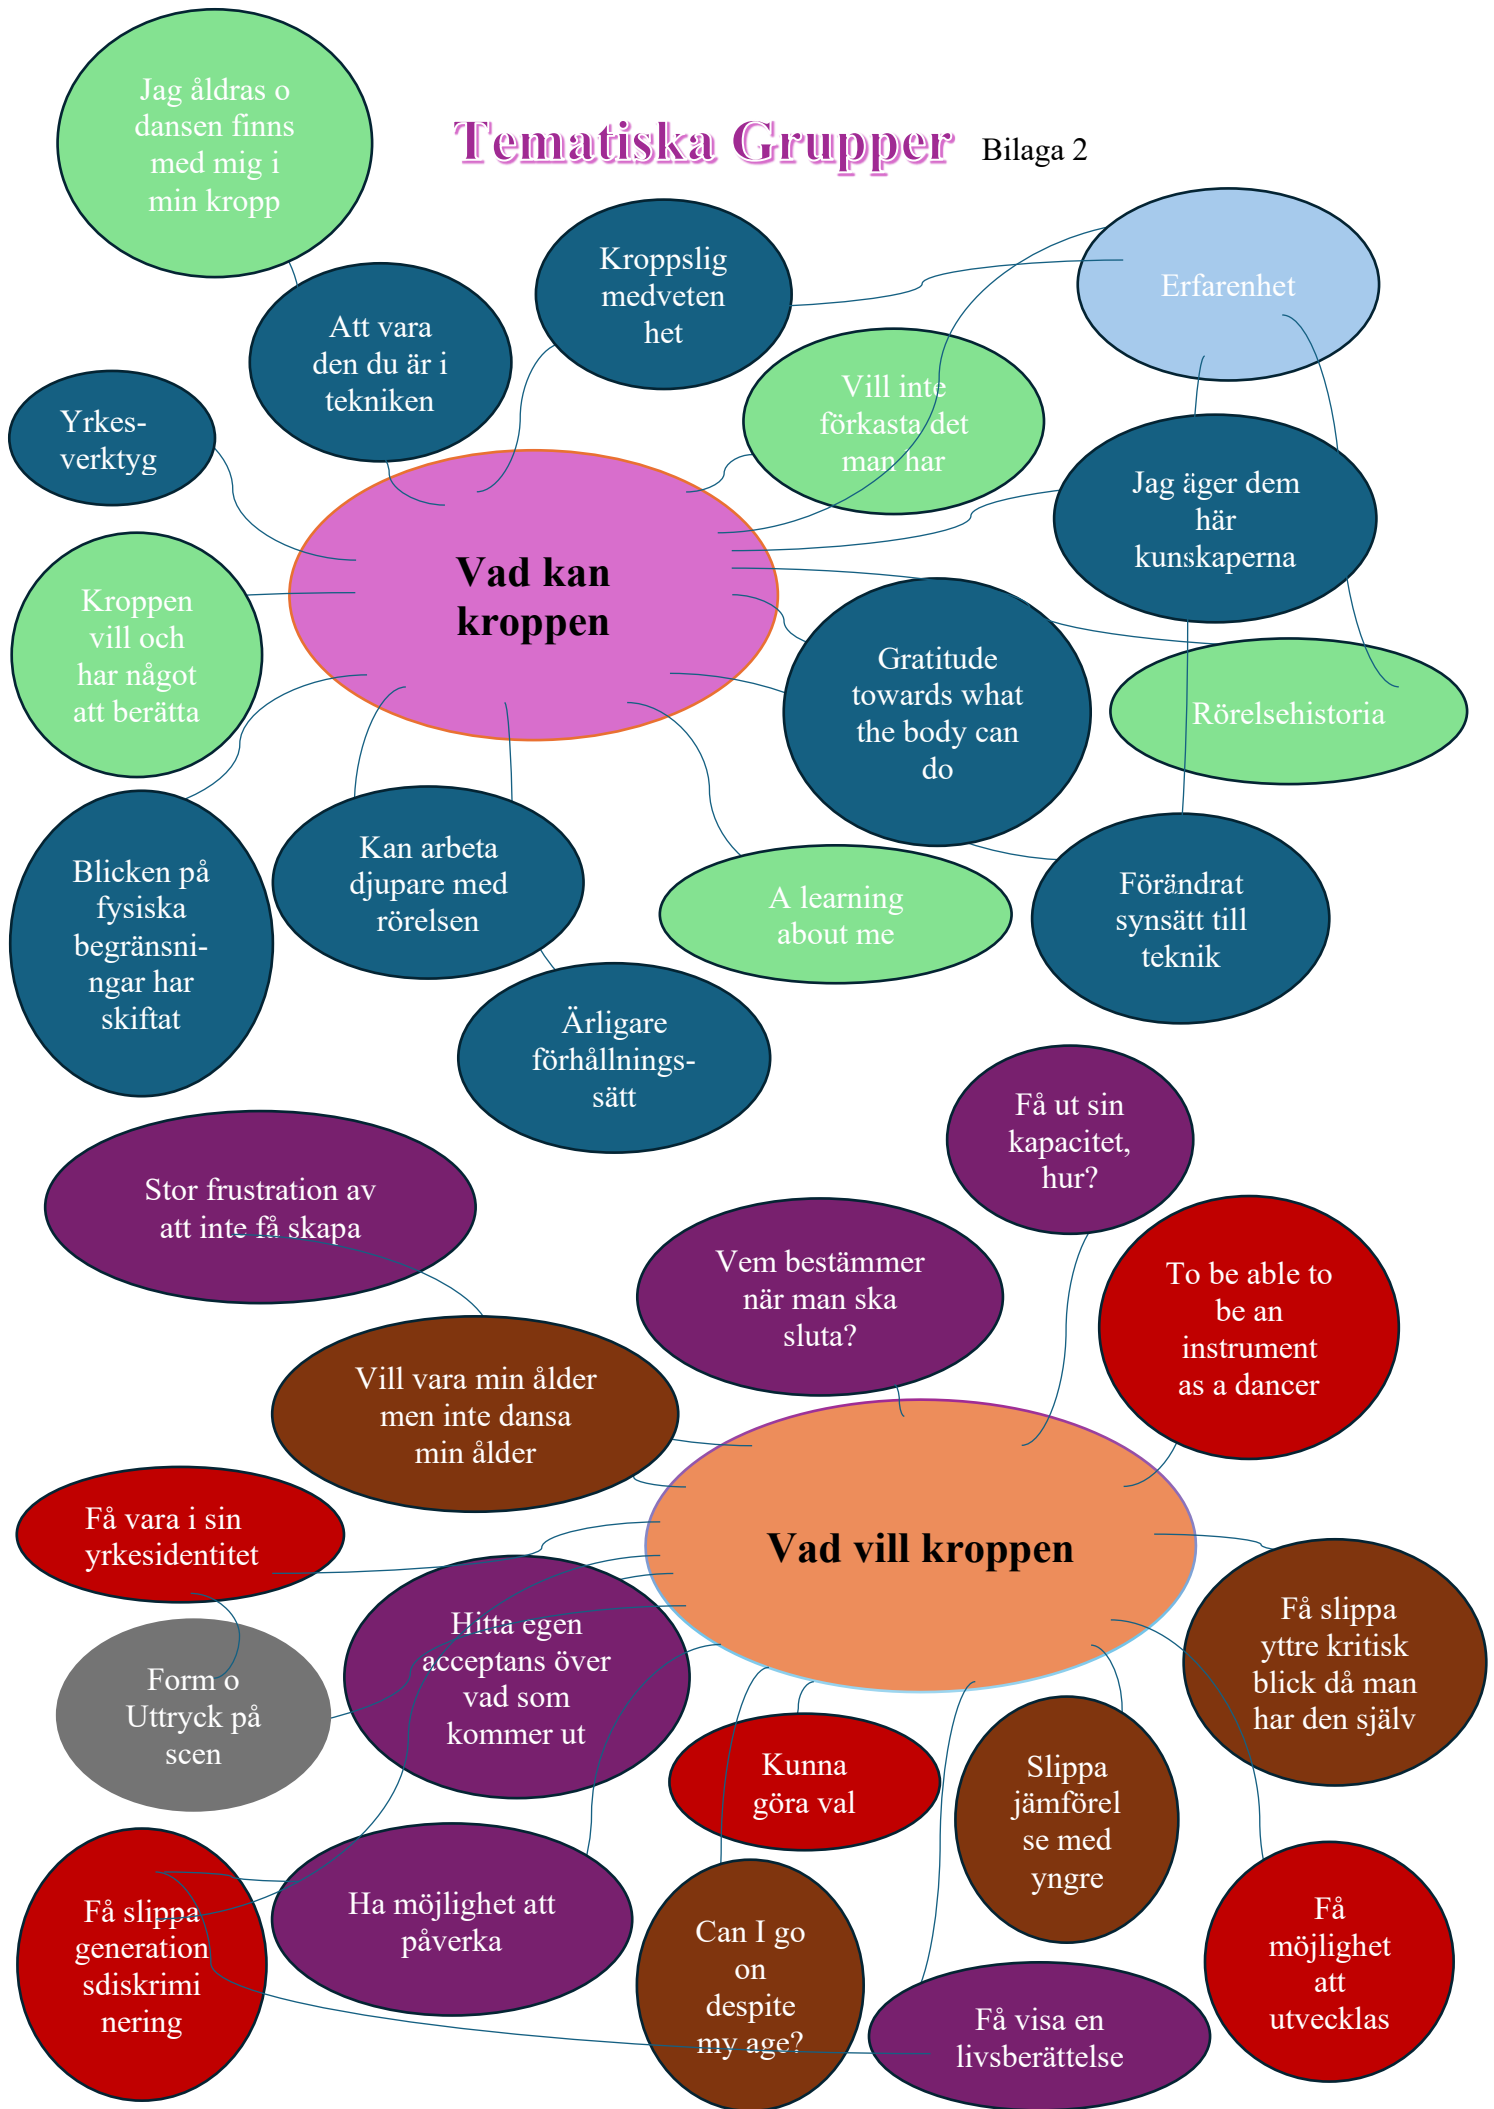 Jag åldras o
dansen finns
med mig i
min kropp
Tematiska Grupper Bilaga 2
Kroppslig
medveten
het
Erfarenhet
Att vara
den du är i
tekniken
Vill inte
förkasta det
man har
Yrkes-
verktyg
Jag äger dem
här
kunskaperna
Vad kan
kroppen
Kroppen
vill och
har något
att berätta
Gratitude
towards what
the body can
do
Rörelsehistoria
Blicken på
fysiska
begränsni-
ngar har
skiftat
Kan arbeta
djupare med
rörelsen
A learning
about me
Förändrat
synsätt till
teknik
Ärligare
förhållnings-
sätt
Få ut sin
kapacitet,
hur?
Stor frustration av
att inte få skapa
Vem bestämmer
när man ska
sluta?
To be able to
be an
instrument
as a dancer
Vill vara min ålder
men inte dansa
min ålder
Få vara i sin
yrkesidentitet
Vad vill kroppen
Hitta egen
acceptans över
vad som
kommer ut
Få slippa
yttre kritisk
blick då man
har den själv
Form o
Uttryck på
scen
Kunna
göra val
Slippa
jämförel
se med
yngre
Få slippa
generation
sdiskrimi
nering
Ha möjlighet att
påverka
Can I go
on
despite
my age?
Få visa en
livsberättelse
Få
möjlighet
att
utvecklas